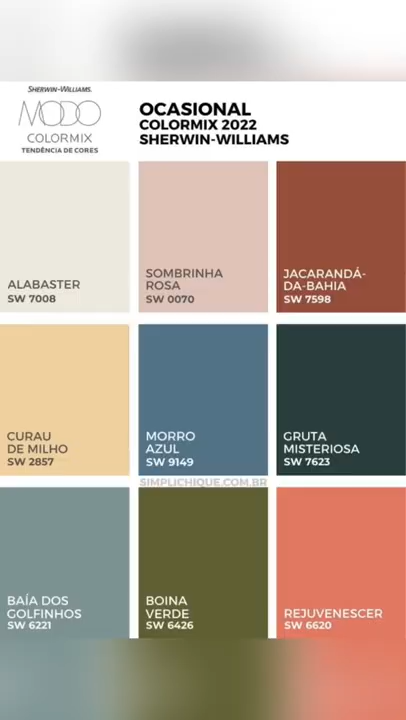 SHERWIN-WILLIAMS.
MODO
COLORMIX
TENDÊNCIA DE CORES
OCASIONAL
COLORMIX 2022
SHERWIN-WILLIAMS
ALABASTER
SW 7008
SOMBRINHA
ROSA
SW 0070
JACARANDÁ-
DA-BAHIA
SW 7598
CURAU
DE MILHO
SW 2857
MORRO
AZUL
SW 9149
GRUTA
MISTERIOSA
SW 7623
SIMPLICHIQUE.COM.BR
BAÍA DOS
GOLFINHOS
SW 6221
BOINA
VERDE
SW 6426
REJUVENESCER
SW 6620